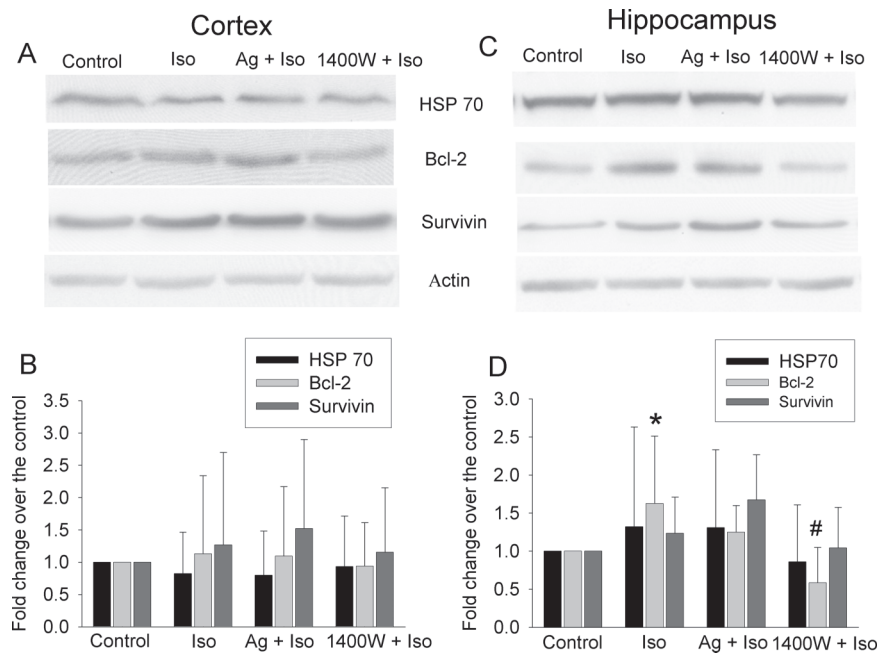 Cortex
A
Control Iso Ag + Iso 1400W + Iso
HSP 70
Bcl-2
Survivin
Actin
Hippocampus
C
Control Iso Ag + Iso 1400W + Iso
B
HSP 70
Bcl-2
Survivin
Fold change over the control
3.5
3.0
2.5
2.0
1.5
1.0
0.5
0.0
Control Iso Ag + Iso 1400W + Iso
D
HSP70
Bcl-2
Survivin
Fold change over the control
3.0
2.5
2.0
1.5
1.0
0.5
0.0
*
#
Control Iso Ag + Iso 1400W + Iso